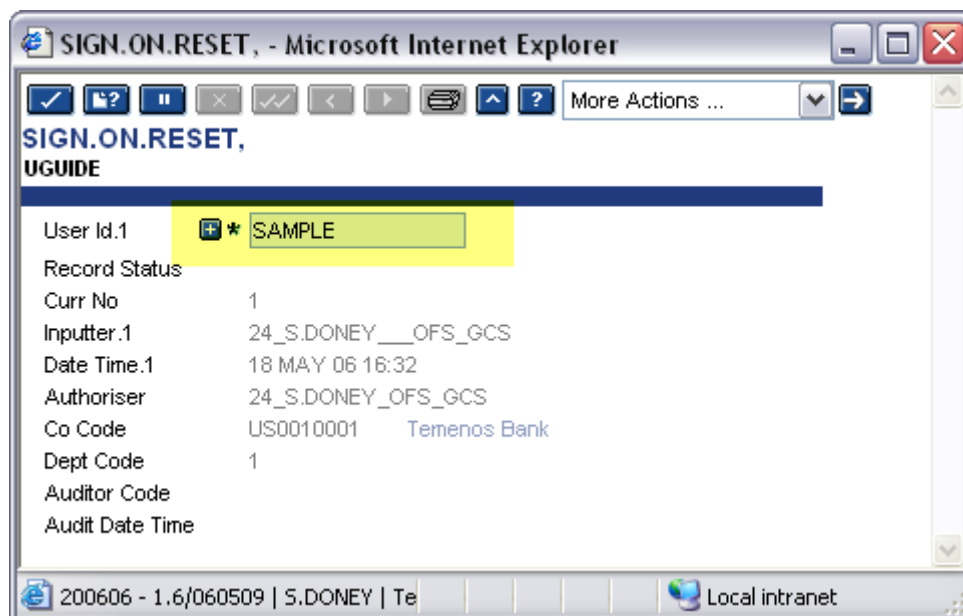 SIGN.ON.RESET, - Microsoft Internet Explorer
More Actions ...
SIGN.ON.RESET,
UGUIDE
User Id.1 * SAMPLE
Record Status
Curr No 1
Inputter.1 24_S.DONEY___OFS_GCS
Date Time.1 18 MAY 06 16:32
Authoriser 24_S.DONEY_OFS_GCS
Co Code US0010001 Temenos Bank
Dept Code 1
Auditor Code
Audit Date Time
200606 - 1.6/060509 | S.DONEY | Te Local intranet